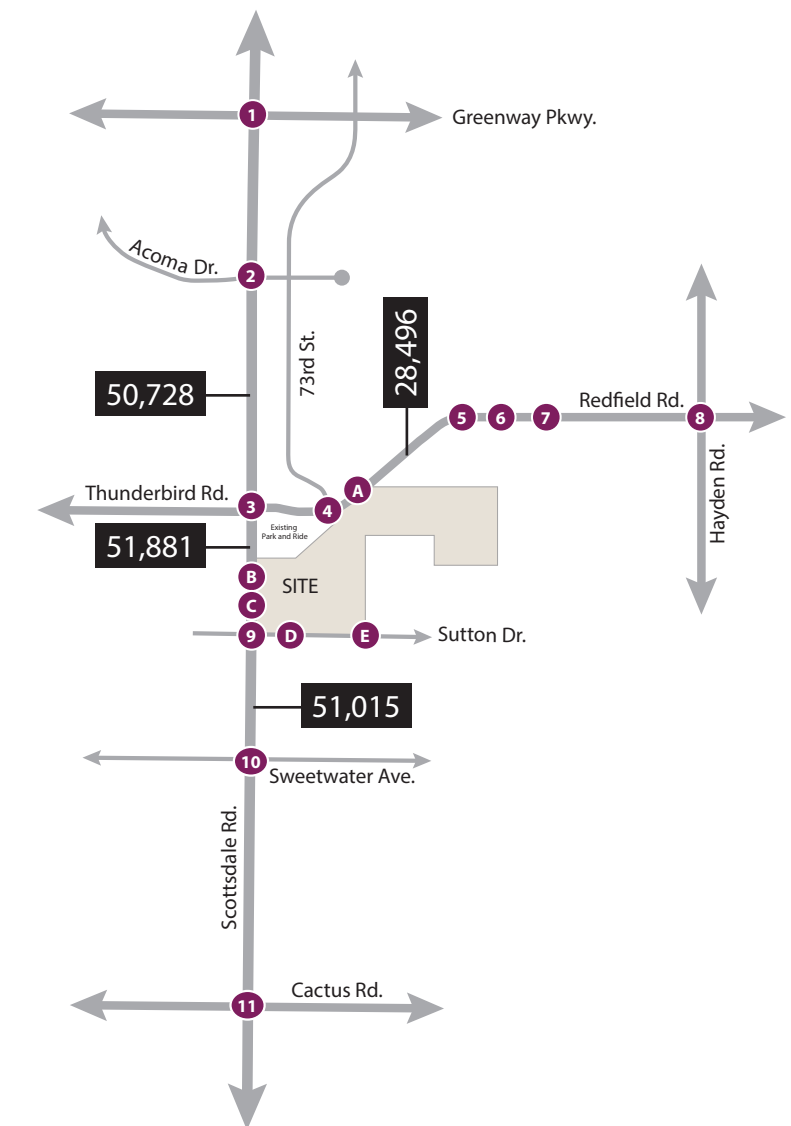 1
Greenway Pkwy.
Acoma Dr.
2
73rd St.
28,496
50,728
Redfield Rd.
5
6
7
8
Hayden Rd.
Thunderbird Rd.
3
4
A
Existing
Park and Ride
51,881
B
SITE
C
9
D
E
Sutton Dr.
51,015
10
Sweetwater Ave.
Scottsdale Rd.
Cactus Rd.
11